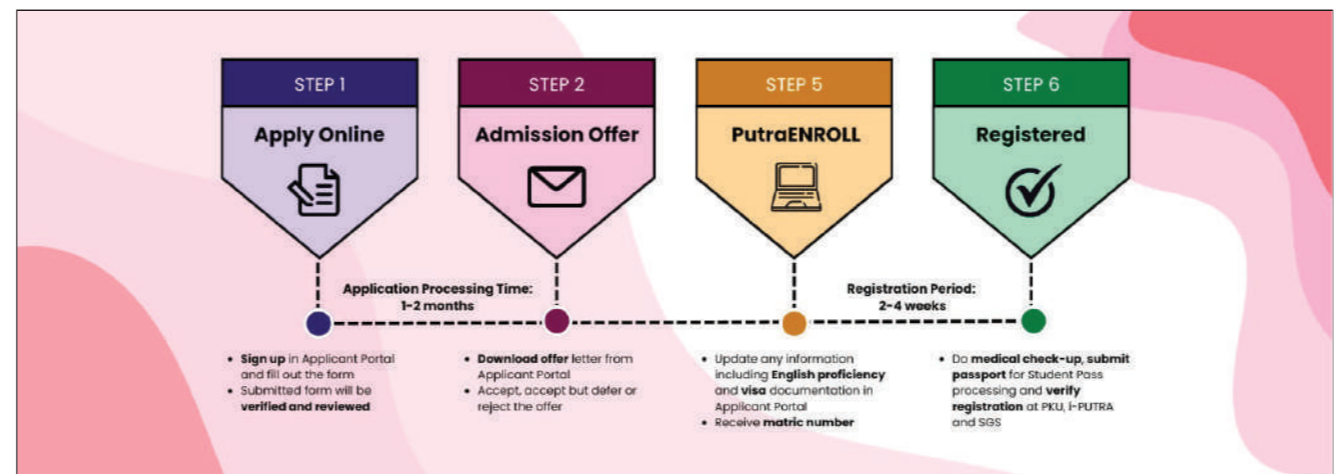 STEP 1
Apply Online
STEP 2
Admission Offer
STEP 5
PutraENROLL
STEP 6
Registered
Application Processing Time:
1-2 months
Registration Period:
2-4 weeks
• Sign up in Applicant Portal
and fill out the form
• Submitted form will be
verified and reviewed
• Download offer letter from
Applicant Portal
• Accept, accept but defer or
reject the offer
• Update any information
including English proficiency
and visa documentation in
Applicant Portal
• Receive matric number
• Do medical check-up, submit
passport for Student Pass
processing and verify
registration at PKU, i-PUTRA
and SGS